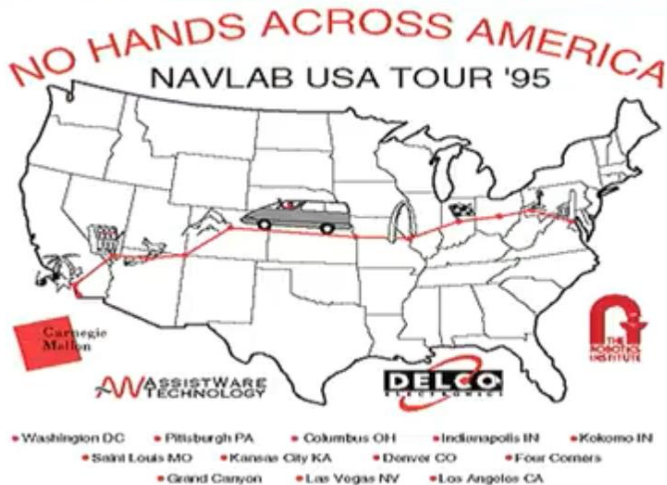 NO HANDS ACROSS AMERICA
NAVLAB USA TOUR '95
Carnegie
Mellon
ASSISTWARE
TECHNOLOGY
DELCO
ELECTRONICS
THE
ROBOTICS
INSTITUTE
• Washington DC • Pittsburgh PA • Columbus OH • Indianapolis IN • Kokomo IN
• Saint Louis MO • Kansas City KA • Denver CO • Four Corners
• Grand Canyon • Las Vegas NV • Los Angeles CA